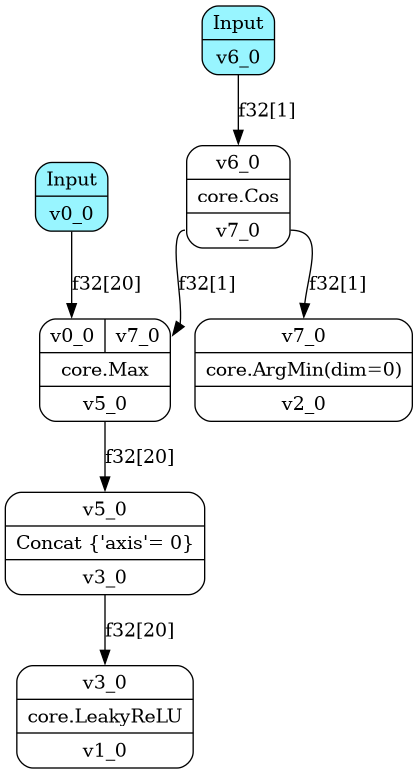 Input
v6_0
f32[1]
v6_0
core.Cos
v7_0
Input
v0_0
f32[20]
f32[1]
f32[1]
v0_0 v7_0
core.Max
v5_0
v7_0
core.ArgMin(dim=0)
v2_0
f32[20]
v5_0
Concat {'axis'= 0}
v3_0
f32[20]
v3_0
core.LeakyReLU
v1_0